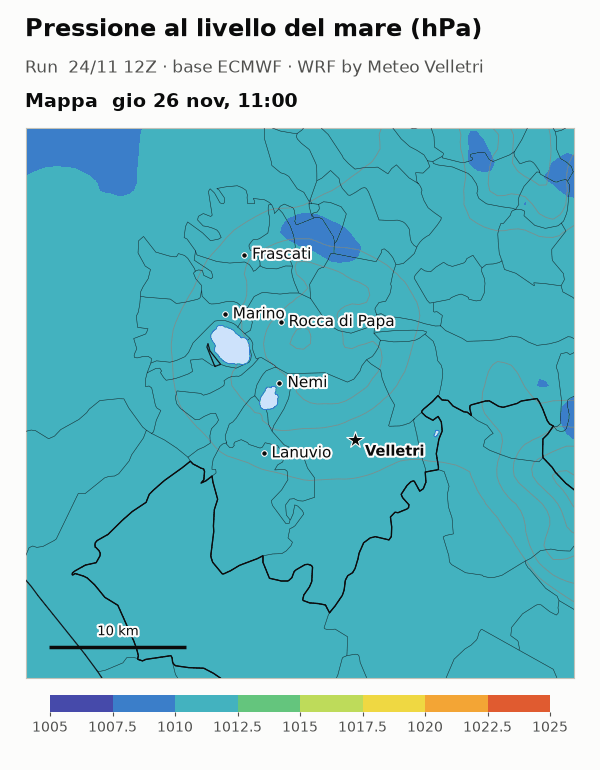 Pressione al livello del mare (hPa)
Run  24/11 12Z · base ECMWF · WRF by Meteo Velletri
Mappa  gio 26 nov, 11:00
Frascati
Marino
Rocca di Papa
Nemi
Velletri
Lanuvio
10 km
1005 1007.5 1010 1012.5 1015 1017.5 1020 1022.5 1025